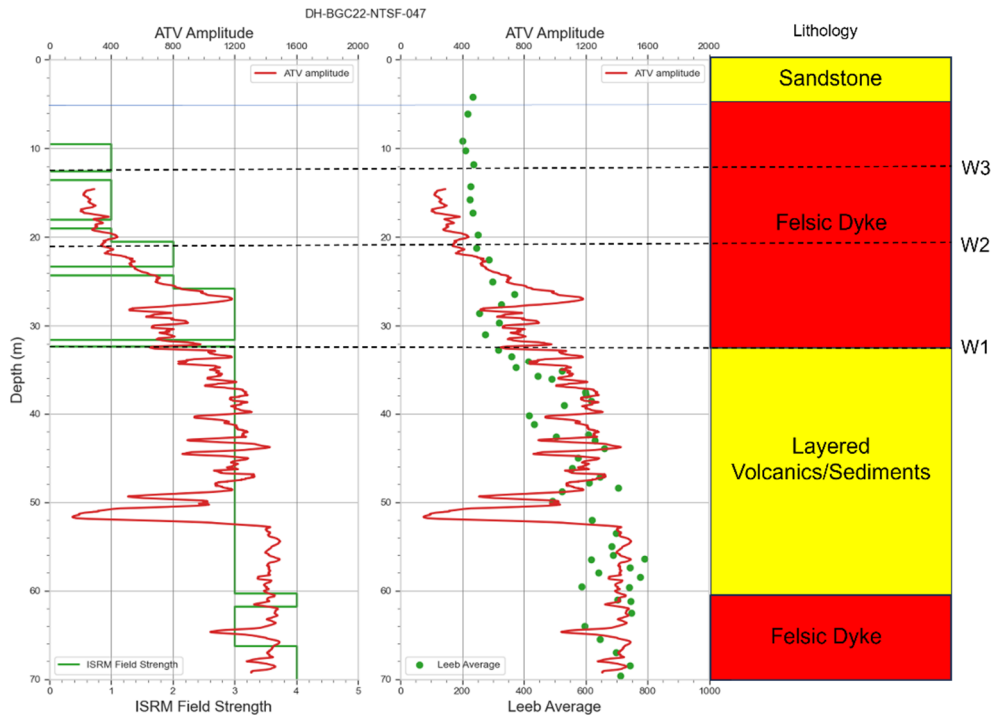 DH-BGC22-NTSF-047
ATV Amplitude
0 400 800 1200 1600 2000
ATV amplitude
ATV Amplitude
0 400 800 1200 1600 2000
ATV amplitude
Lithology
Depth (m)
0
10
20
30
40
50
60
70
ISRM Field Strength
0 1 2 3 4 5
ISRM Field Strength
Leeb Average
0 200 400 600 800 1000
Leeb Average
Sandstone
W3
Felsic Dyke
W2
W1
Layered
Volcanics/Sediments
Felsic Dyke